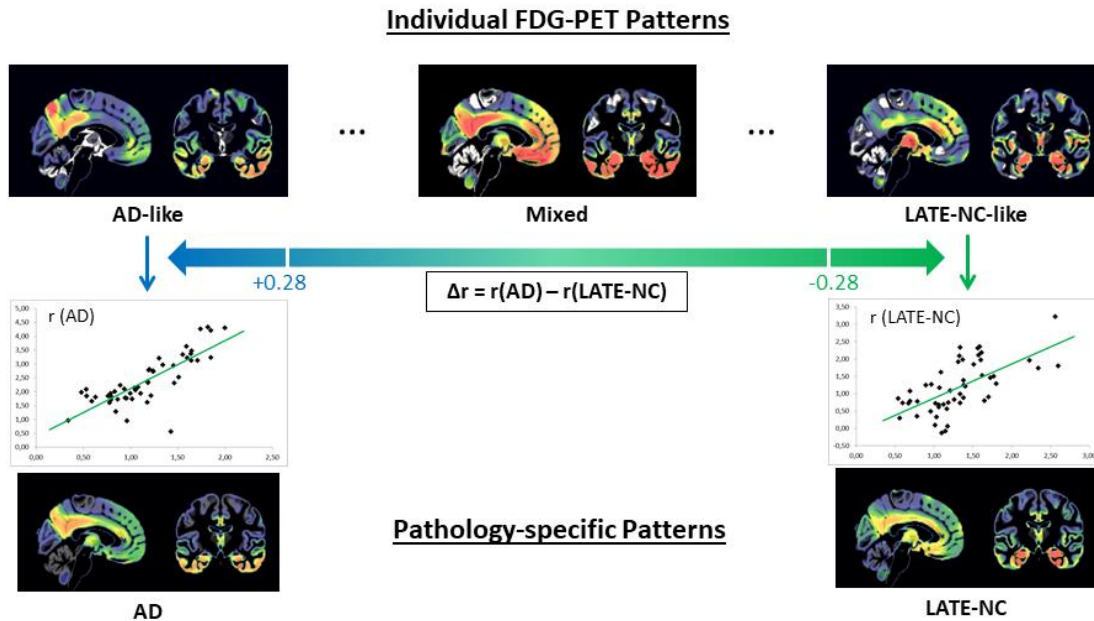 Individual FDG-PET Patterns
... ...
AD-like Mixed LATE-NC-like
+0.28 -0.28
Δr = r(AD) – r(LATE-NC)
r (AD)
5,00
4,50
4,00
3,50
3,00
2,50
2,00
1,50
1,00
0,50
0,00
0,00 0,50 1,00 1,50 2,00 2,50
r (LATE-NC)
3,50
3,00
2,50
2,00
1,50
1,00
0,50
0,00
-0,50
0,00 0,50 1,00 1,50 2,00 2,50 3,00
Pathology-specific Patterns
AD LATE-NC